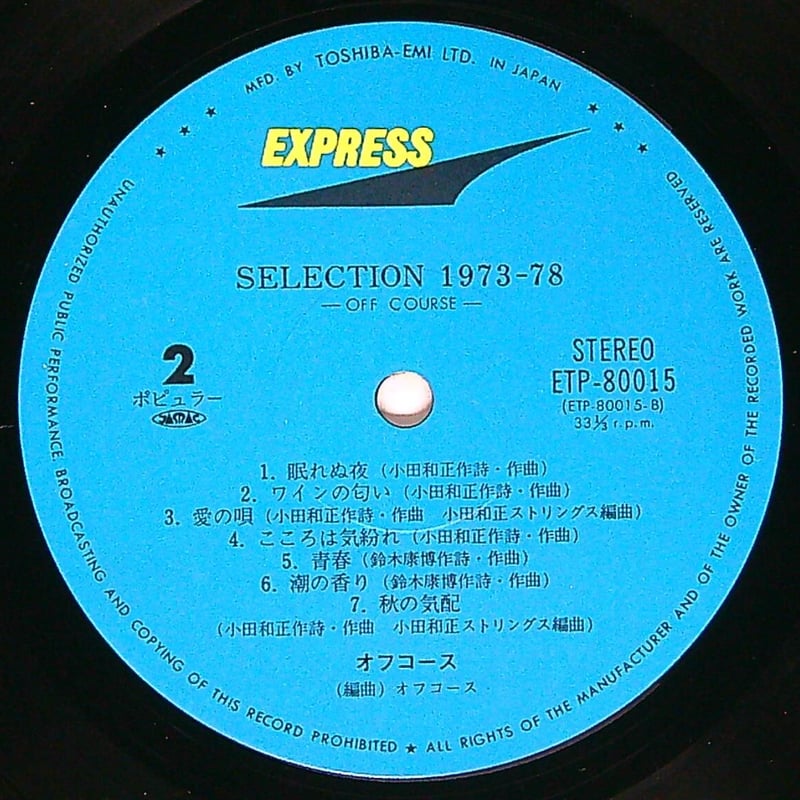 MFD. BY TOSHIBA-EMI LTD. IN JAPAN
EXPRESS
SELECTION 1973-78
—OFF COURSE—
2
ポピュラー
JASRAC
STEREO
ETP-80015
(ETP-80015-B)
33⅓ r.p.m.
1. 眠れぬ夜 (小田和正作詩・作曲)
2. ワインの匂い (小田和正作詩・作曲)
3. 愛の唄 (小田和正作詩・作曲 小田和正ストリングス編曲)
4. こころは気紛れ (小田和正作詩・作曲)
5. 青春 (鈴木康博作詩・作曲)
6. 潮の香り (鈴木康博作詩・作曲)
7. 秋の気配
(小田和正作詩・作曲 小田和正ストリングス編曲)
オフコース
(編曲) オフコース
UNAUTHORIZED PUBLIC PERFORMANCE BROADCASTING AND COPYING OF THIS RECORD PROHIBITED ★ ALL RIGHTS OF THE MANUFACTURER AND OF THE OWNER OF THE RECORDED WORK ARE RESERVED